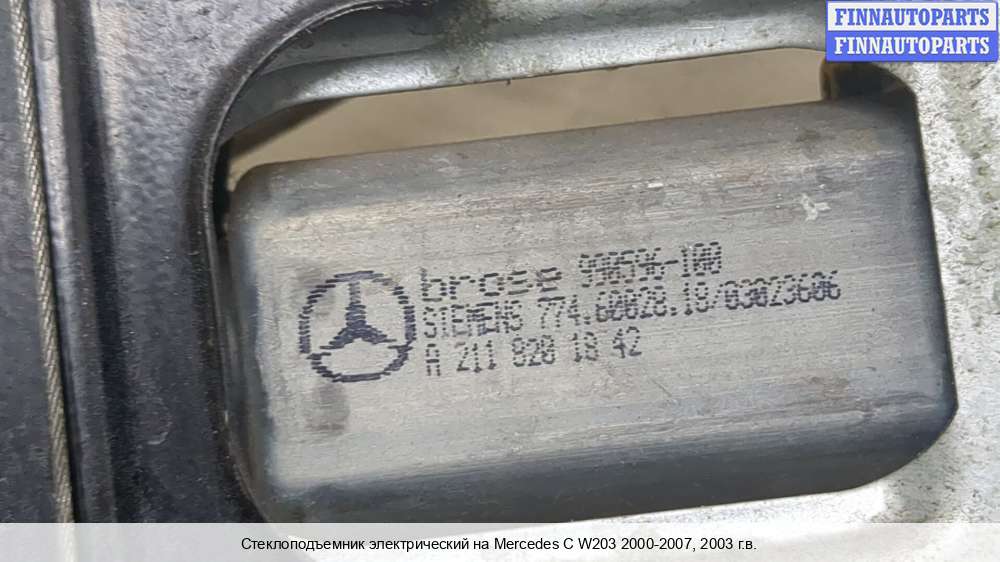 FINNAUTOPARTS
FINNAUTOPARTS
brose 990596-100
SIEMENS 774.60028.18/03023606
A 211 820 18 42
Стеклоподъемник электрический на Mercedes C W203 2000-2007, 2003 г.в.